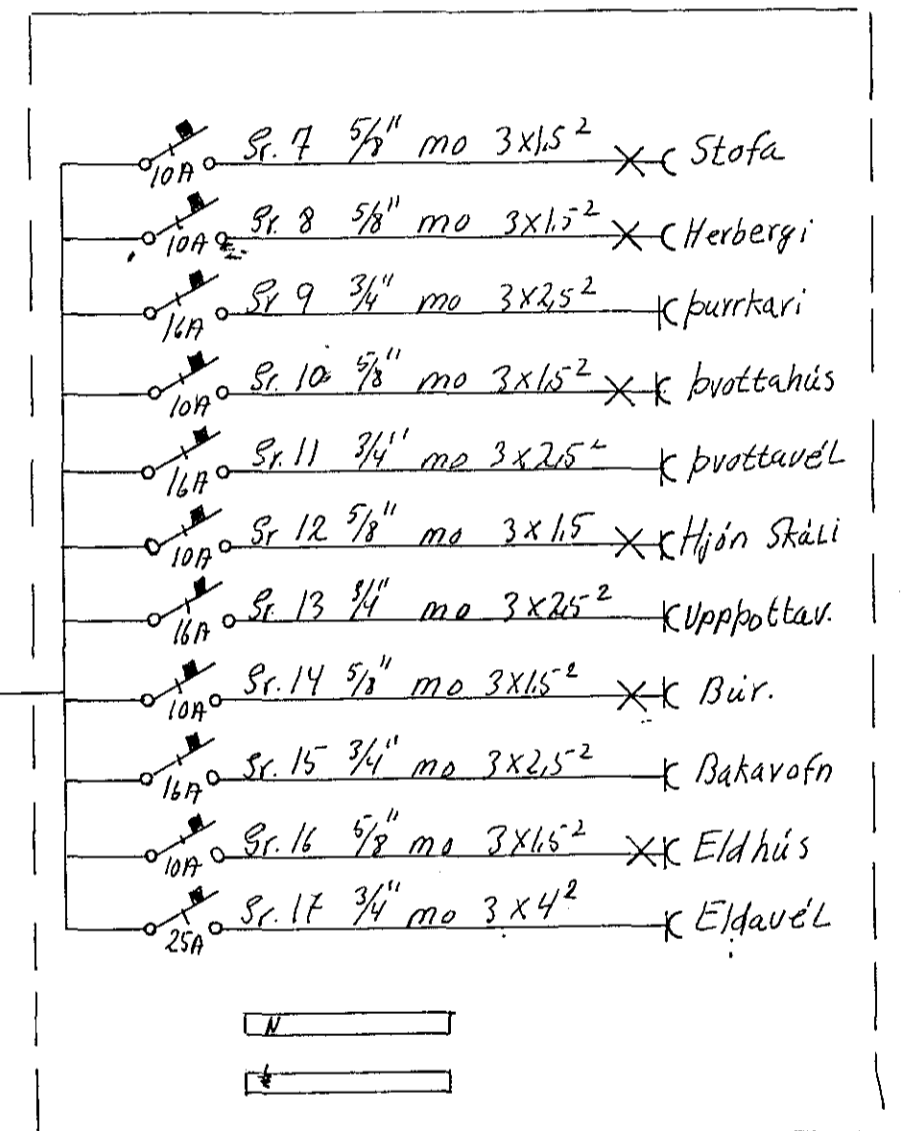 Gr. 7 5/8" mo 3x1,5² Stofa
10A
Gr. 8 5/8" mo 3x1,5² Herbergi
10A
Gr 9 3/4" mo 3x2,5² þurrkari
16A
Gr. 10 5/8" mo 3x1,5² þvottahús
10A
Gr. 11 3/4" mo 3x2,5² þvottavéL
16A
Gr 12 5/8" mo 3x1,5 Hjón SkáLi
10A
Gr. 13 3/4" mo 3x2,5² Uppþottav.
16A
Gr. 14 5/8" mo 3x1,5² Búr.
10A
Gr. 15 3/4" mo 3x2,5² Bakavofn
16A
Gr. 16 5/8" mo 3x1,5² Eldhús
10A
Gr. 17 3/4" mo 3x4² EldavéL
25A
N